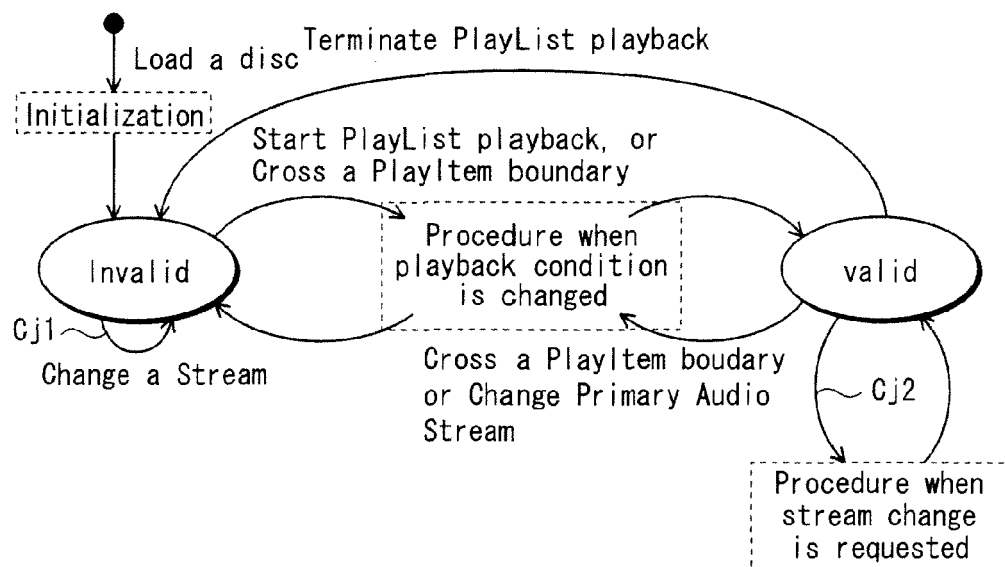 Terminate PlayList playback
Load a disc
Initialization
Start PlayList playback, or
Cross a PlayItem boundary
Procedure when
playback condition
is changed
Invalid
valid
Cj1
Change a Stream
Cross a PlayItem boudary
or Change Primary Audio
Stream
Cj2
Procedure when
stream change
is requested